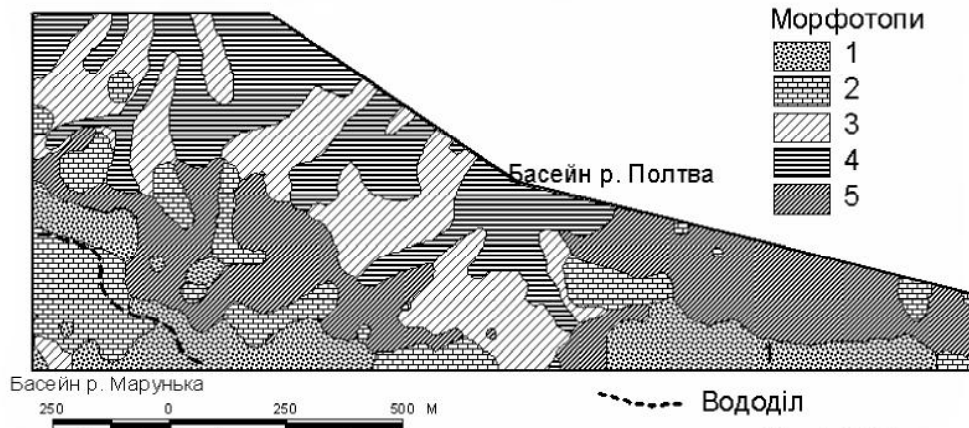 Морфотопи
1
2
3
4
5
Басейн р. Полтва
Басейн р. Марунька
250 0 250 500 М
Вододіл